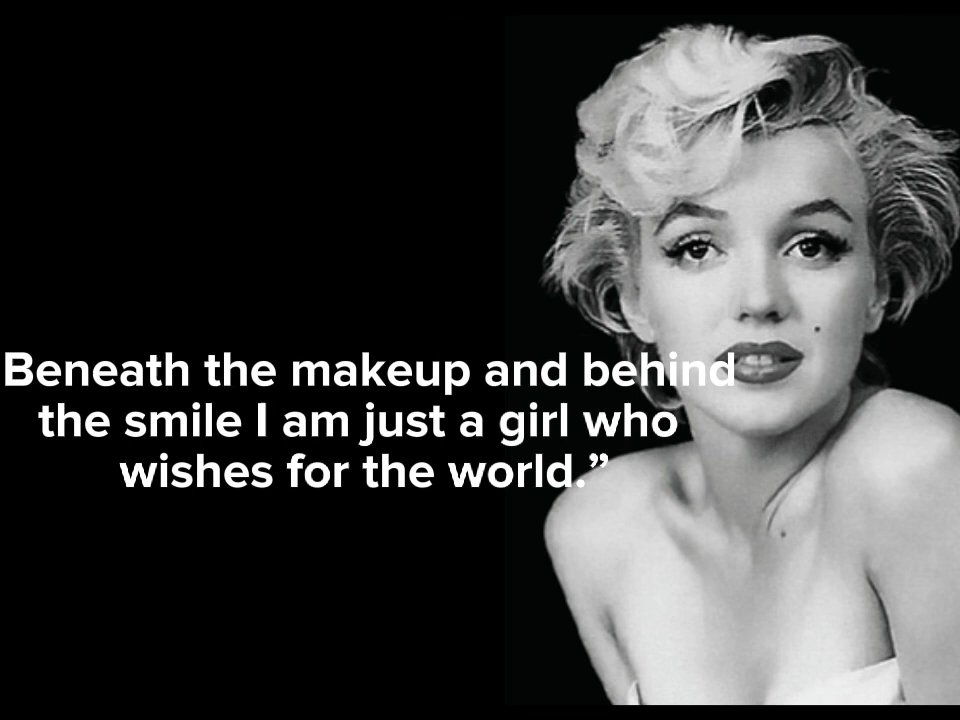 Beneath the makeup and behind
the smile I am just a girl who
wishes for the world.”